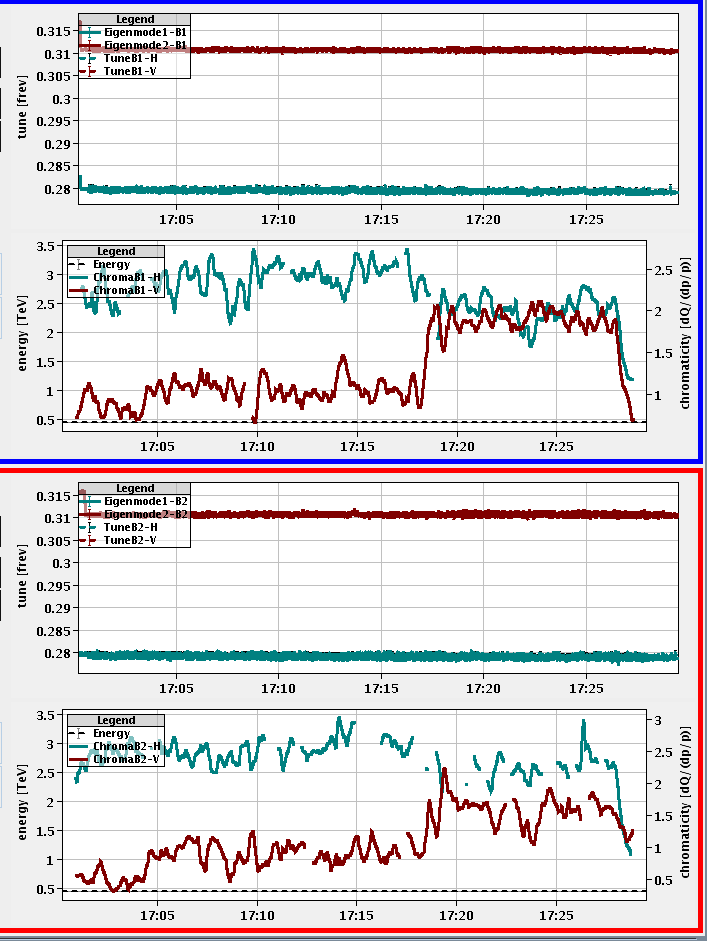 Legend
Eigenmode1-B1
Eigenmode2-B1
TuneB1-H
TuneB1-V
tune [frev]
0.315
0.31
0.305
0.3
0.295
0.29
0.285
0.28
17:05 17:10 17:15 17:20 17:25
Legend
Energy
ChromaB1-H
ChromaB1-V
energy [TeV]
3.5
3
2.5
2
1.5
1
0.5
2.5
2
1.5
1
chromaticity [dQ/(dp/p)]
17:05 17:10 17:15 17:20 17:25
Legend
Eigenmode1-B2
Eigenmode2-B2
TuneB2-H
TuneB2-V
tune [frev]
0.315
0.31
0.305
0.3
0.295
0.29
0.285
0.28
17:05 17:10 17:15 17:20 17:25
Legend
Energy
ChromaB2-H
ChromaB2-V
energy [TeV]
3.5
3
2.5
2
1.5
1
0.5
3
2.5
2
1.5
1
0.5
chromaticity [dQ/(dp/p)]
17:05 17:10 17:15 17:20 17:25